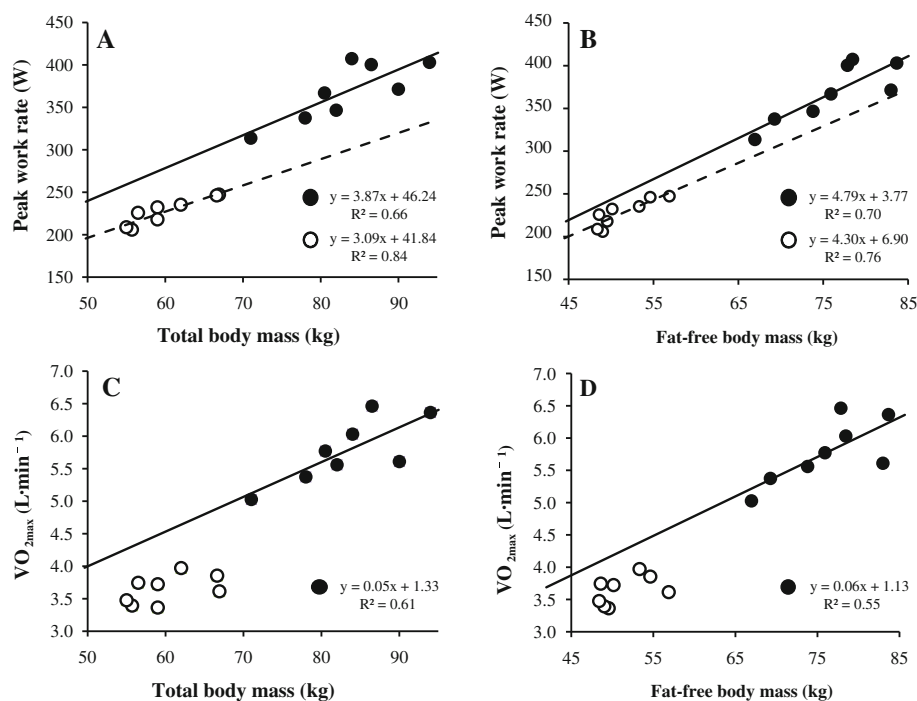 A
Peak work rate (W)
450
400
350
300
250
200
150
y = 3.87x + 46.24
R² = 0.66
y = 3.09x + 41.84
R² = 0.84
50 60 70 80 90
Total body mass (kg)
B
Peak work rate (W)
450
400
350
300
250
200
150
y = 4.79x + 3.77
R² = 0.70
y = 4.30x + 6.90
R² = 0.76
45 55 65 75 85
Fat-free body mass (kg)
C
VO2max (L·min⁻¹)
7.0
6.5
6.0
5.5
5.0
4.5
4.0
3.5
3.0
y = 0.05x + 1.33
R² = 0.61
50 60 70 80 90
Total body mass (kg)
D
VO2max (L·min⁻¹)
7.0
6.5
6.0
5.5
5.0
4.5
4.0
3.5
3.0
y = 0.06x + 1.13
R² = 0.55
45 55 65 75 85
Fat-free body mass (kg)